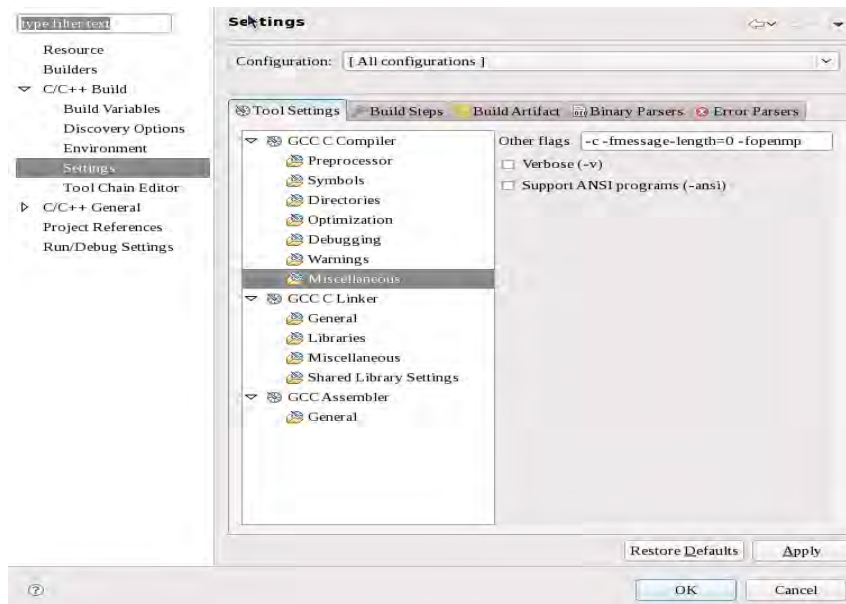 type filter text
Resource
Builders
C/C++ Build
Build Variables
Discovery Options
Environment
Settings
Tool Chain Editor
C/C++ General
Project References
Run/Debug Settings
Settings
Configuration: [ All configurations ]
Tool Settings Build Steps Build Artifact Binary Parsers Error Parsers
GCC C Compiler
Preprocessor
Symbols
Directories
Optimization
Debugging
Warnings
Miscellaneous
GCC C Linker
General
Libraries
Miscellaneous
Shared Library Settings
GCC Assembler
General
Other flags -c -fmessage-length=0 -fopenmp
Verbose (-v)
Support ANSI programs (-ansi)
Restore Defaults Apply
OK Cancel